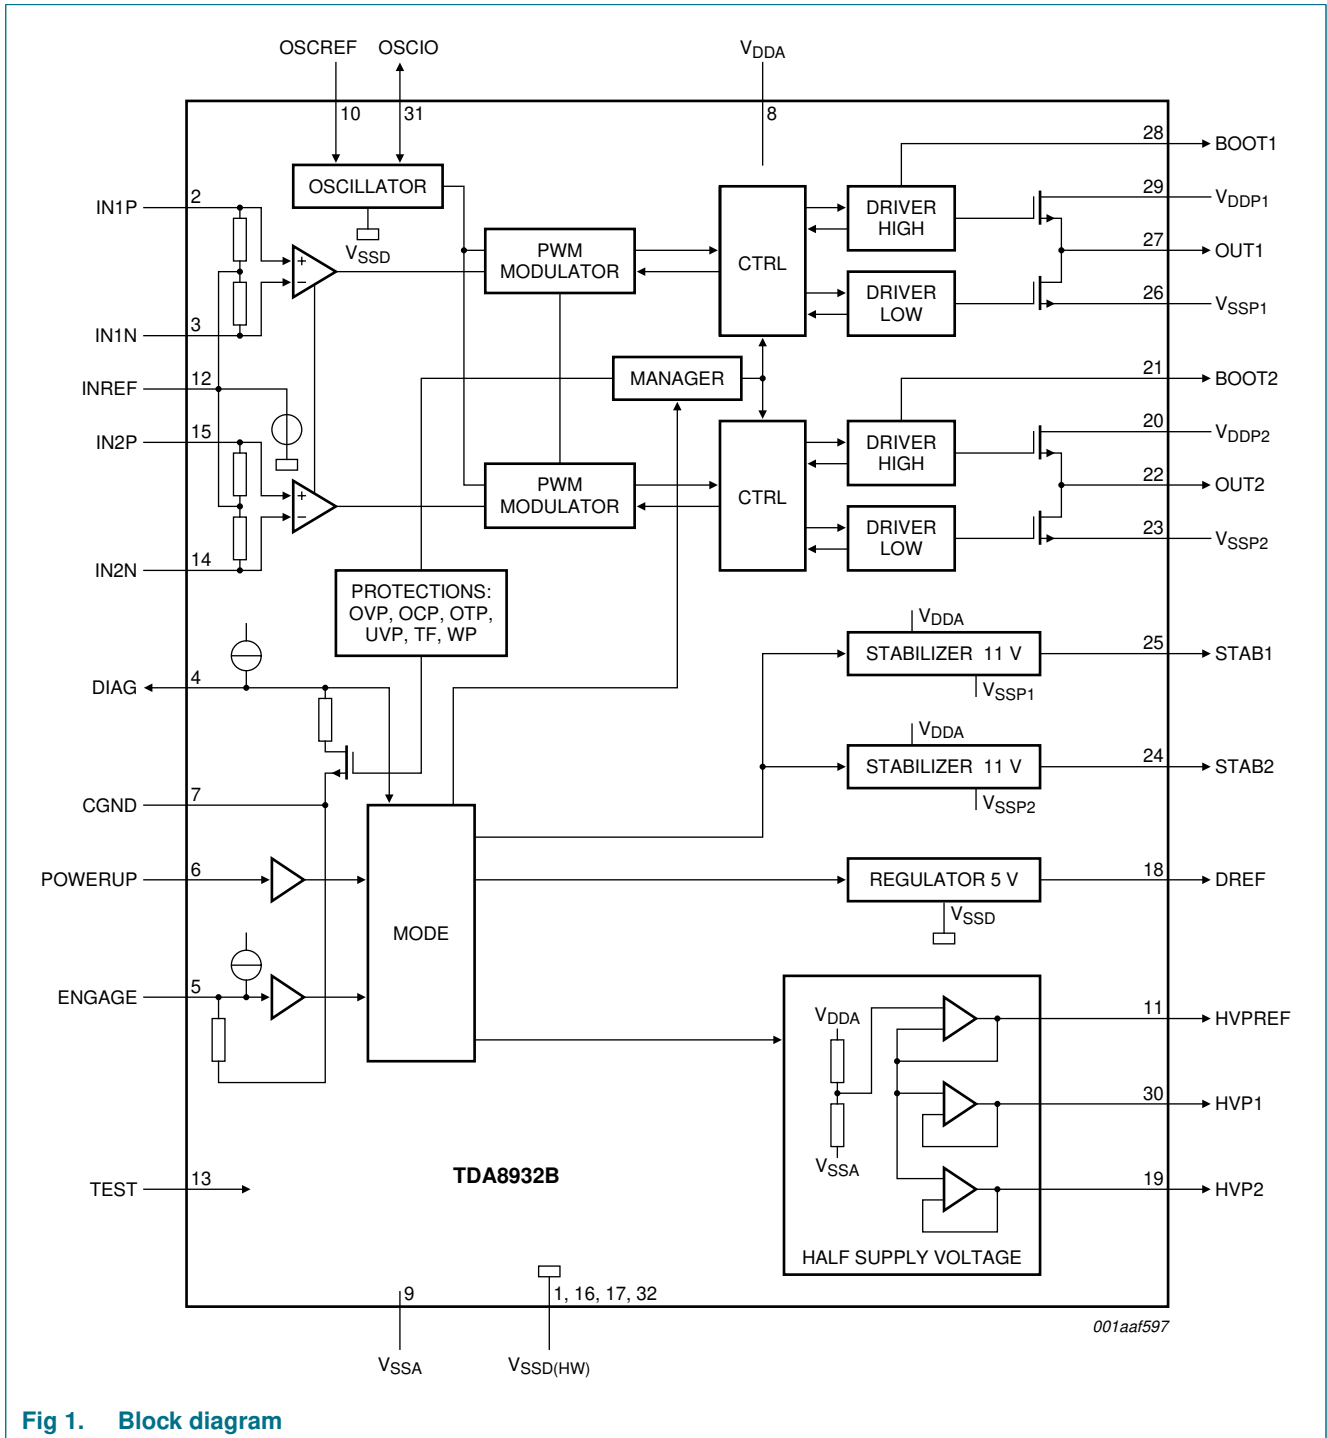 OSCREF OSCIO VDDA
10 31 8
28 BOOT1
OSCILLATOR
2 29
IN1P VDDP1
DRIVER
HIGH
VSSD
PWM
MODULATOR
27 OUT1
CTRL
+
−
DRIVER
LOW
26 VSSP1
3
IN1N
MANAGER
21 BOOT2
12
INREF
20 VDDP2
15
IN2P
DRIVER
HIGH
PWM
MODULATOR
22 OUT2
CTRL
+
−
DRIVER
LOW
23 VSSP2
14
IN2N
PROTECTIONS:
OVP, OCP, OTP,
UVP, TF, WP
VDDA
STABILIZER 11 V
25 STAB1
VSSP1
4
DIAG
VDDA
STABILIZER 11 V
24 STAB2
VSSP2
7
CGND
6
POWERUP
REGULATOR 5 V
18 DREF
VSSD
MODE
5
ENGAGE
VDDA
11 HVPREF
30 HVP1
VSSA
TDA8932B
13
TEST
19 HVP2
HALF SUPPLY VOLTAGE
9 1, 16, 17, 32
001aaf597
VSSA VSSD(HW)
Fig 1. Block diagram